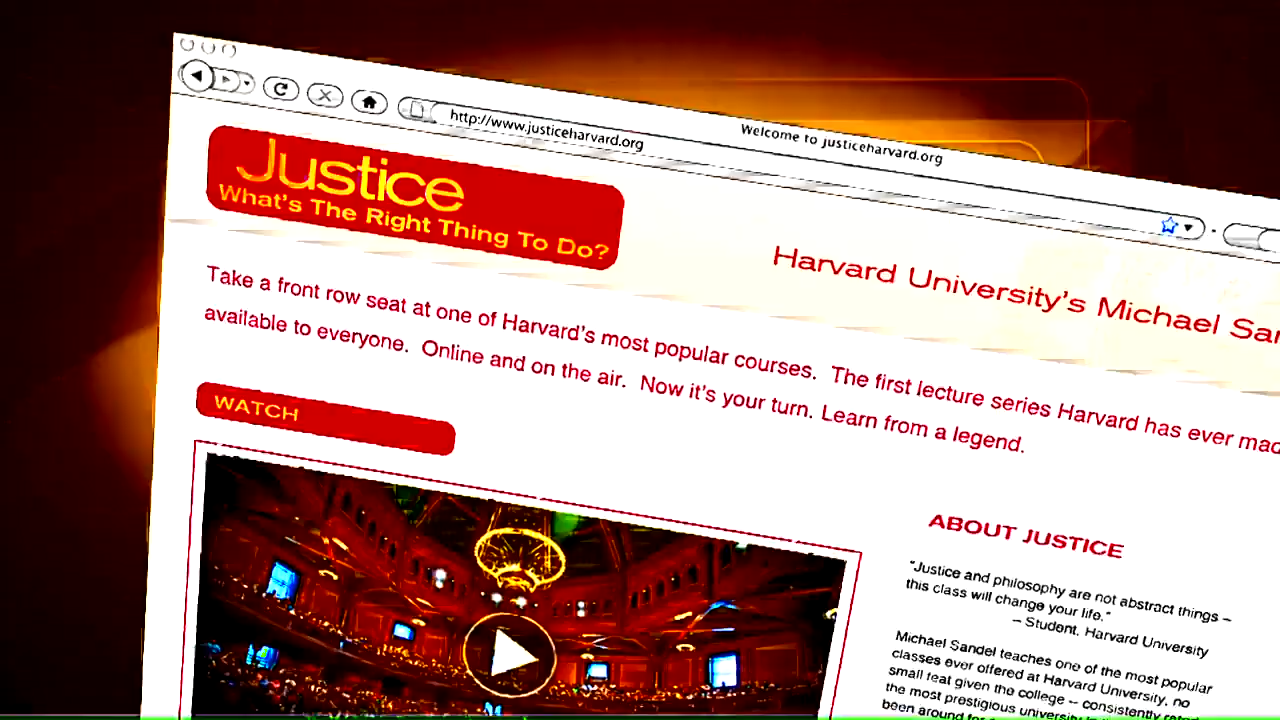 Welcome to justiceharvard.org
http://www.justiceharvard.org
Justice
What's The Right Thing To Do?
Harvard University's Michael
Take a front row seat at one of Harvard's most popular courses. The first lecture series Harvard has ever
available to everyone. Online and on the air. Now it's your turn. Learn from a legend.
WATCH
ABOUT JUSTICE
"Justice and philosophy are not abstract things –
this class will change your life."
– Student, Harvard University
Michael Sandel teaches one of the most popular
classes ever offered at Harvard University, no
small feat given the college – consistently
the most prestigious university in
been around for